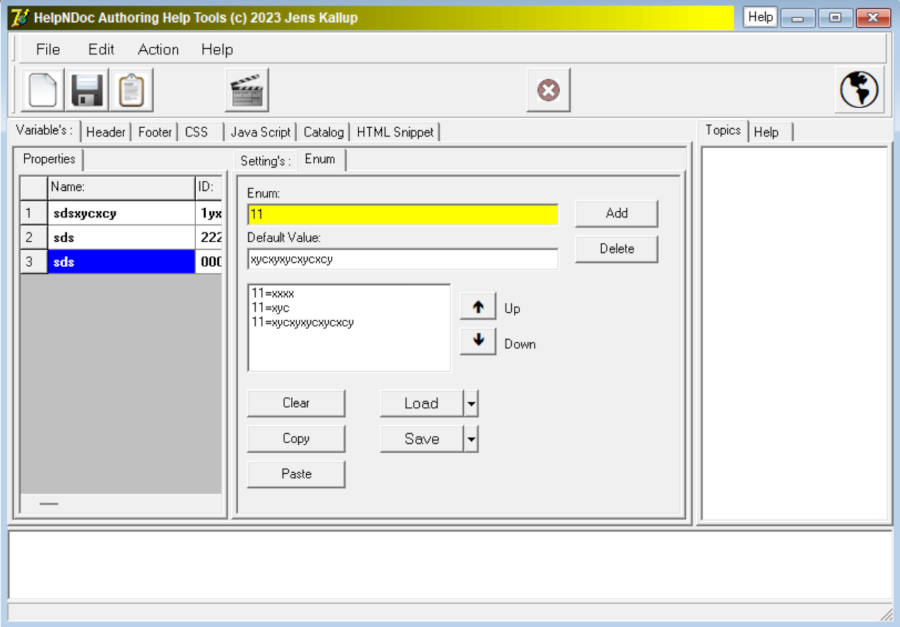 HelpNDoc Authoring Help Tools (c) 2023 Jens Kallup
Help
File Edit Action Help
Variable's : Header Footer CSS Java Script Catalog HTML Snippet
Topics Help
Properties
Name: ID:
1 sdsxycxcy 1yx
2 sds 222
3 sds 000
Setting's : Enum
Enum:
11
Add
Default Value:
Delete
xycxyxycxycxcy
11=xxxx
11=xyc
11=xycxyxycxycxcy
Up
Down
Clear Load
Copy Save
Paste